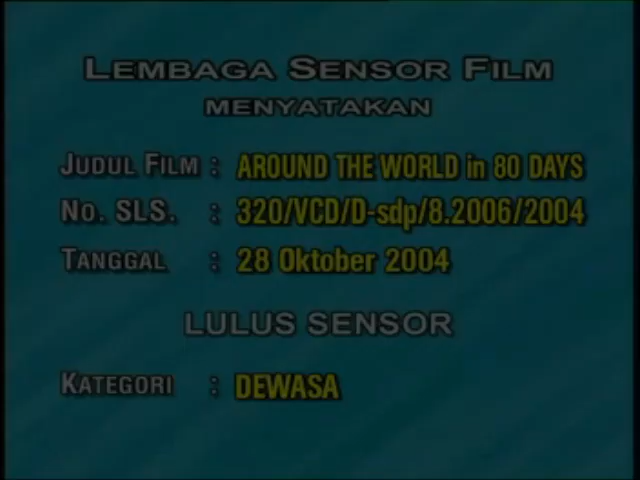 LEMBAGA SENSOR FILM
MENYATAKAN
JUDUL FILM : AROUND THE WORLD in 80 DAYS
NO. SLS. : 320/VCD/D-sdp/8.2006/2004
TANGGAL : 28 Oktober 2004
LULUS SENSOR
KATEGORI : DEWASA